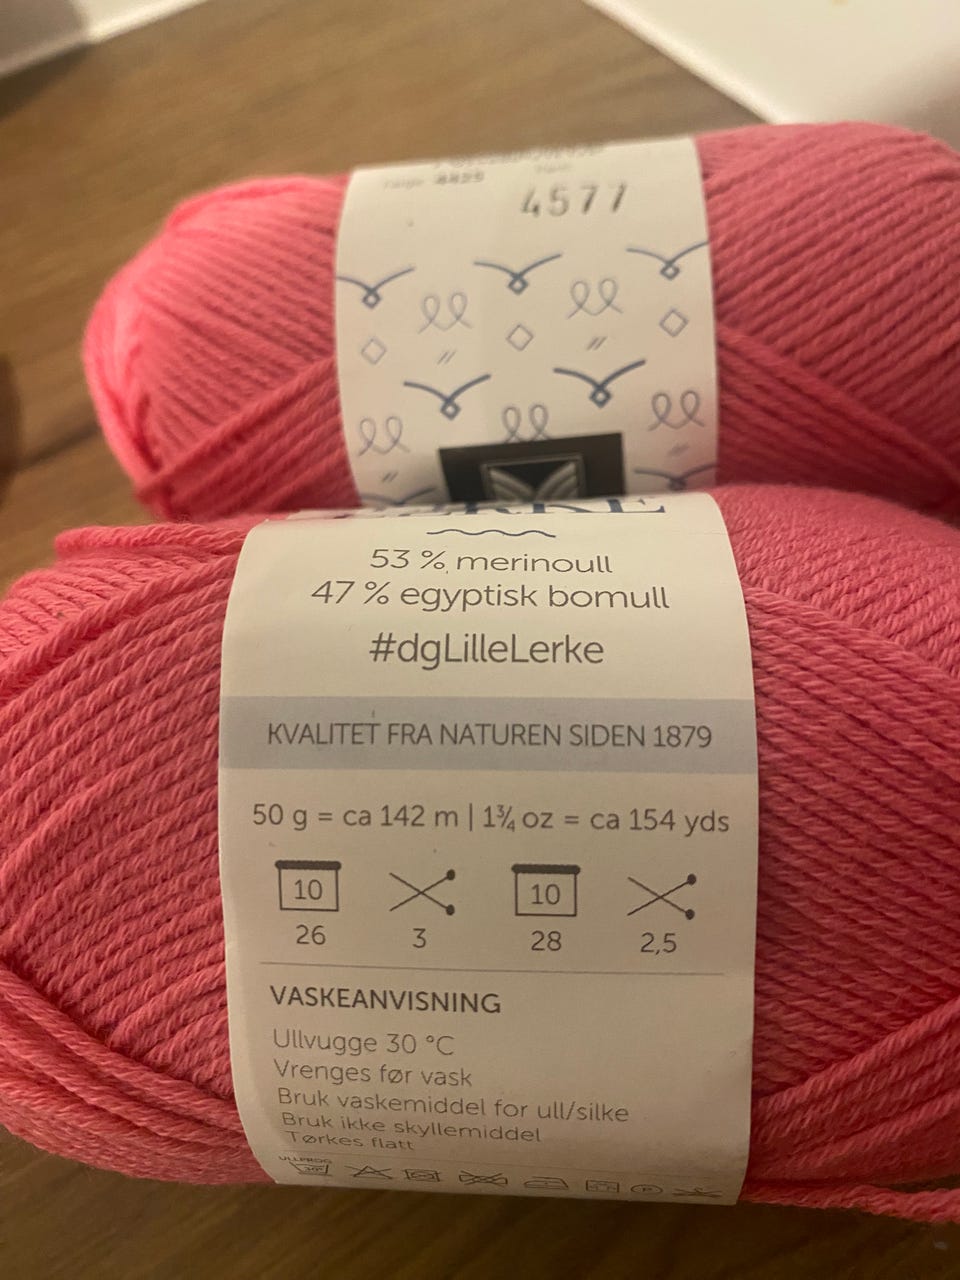 4577
53 % merinoull
47 % egyptisk bomull
#dgLilleLerke
KVALITET FRA NATUREN SIDEN 1879
50 g = ca 142 m | 1¾ oz = ca 154 yds
10 10
26 3 28 2,5
VASKEANVISNING
Ullvugge 30 °C
Vrenges før vask
Bruk vaskemiddel for ull/silke
Bruk ikke skyllemiddel
Tørkes flatt